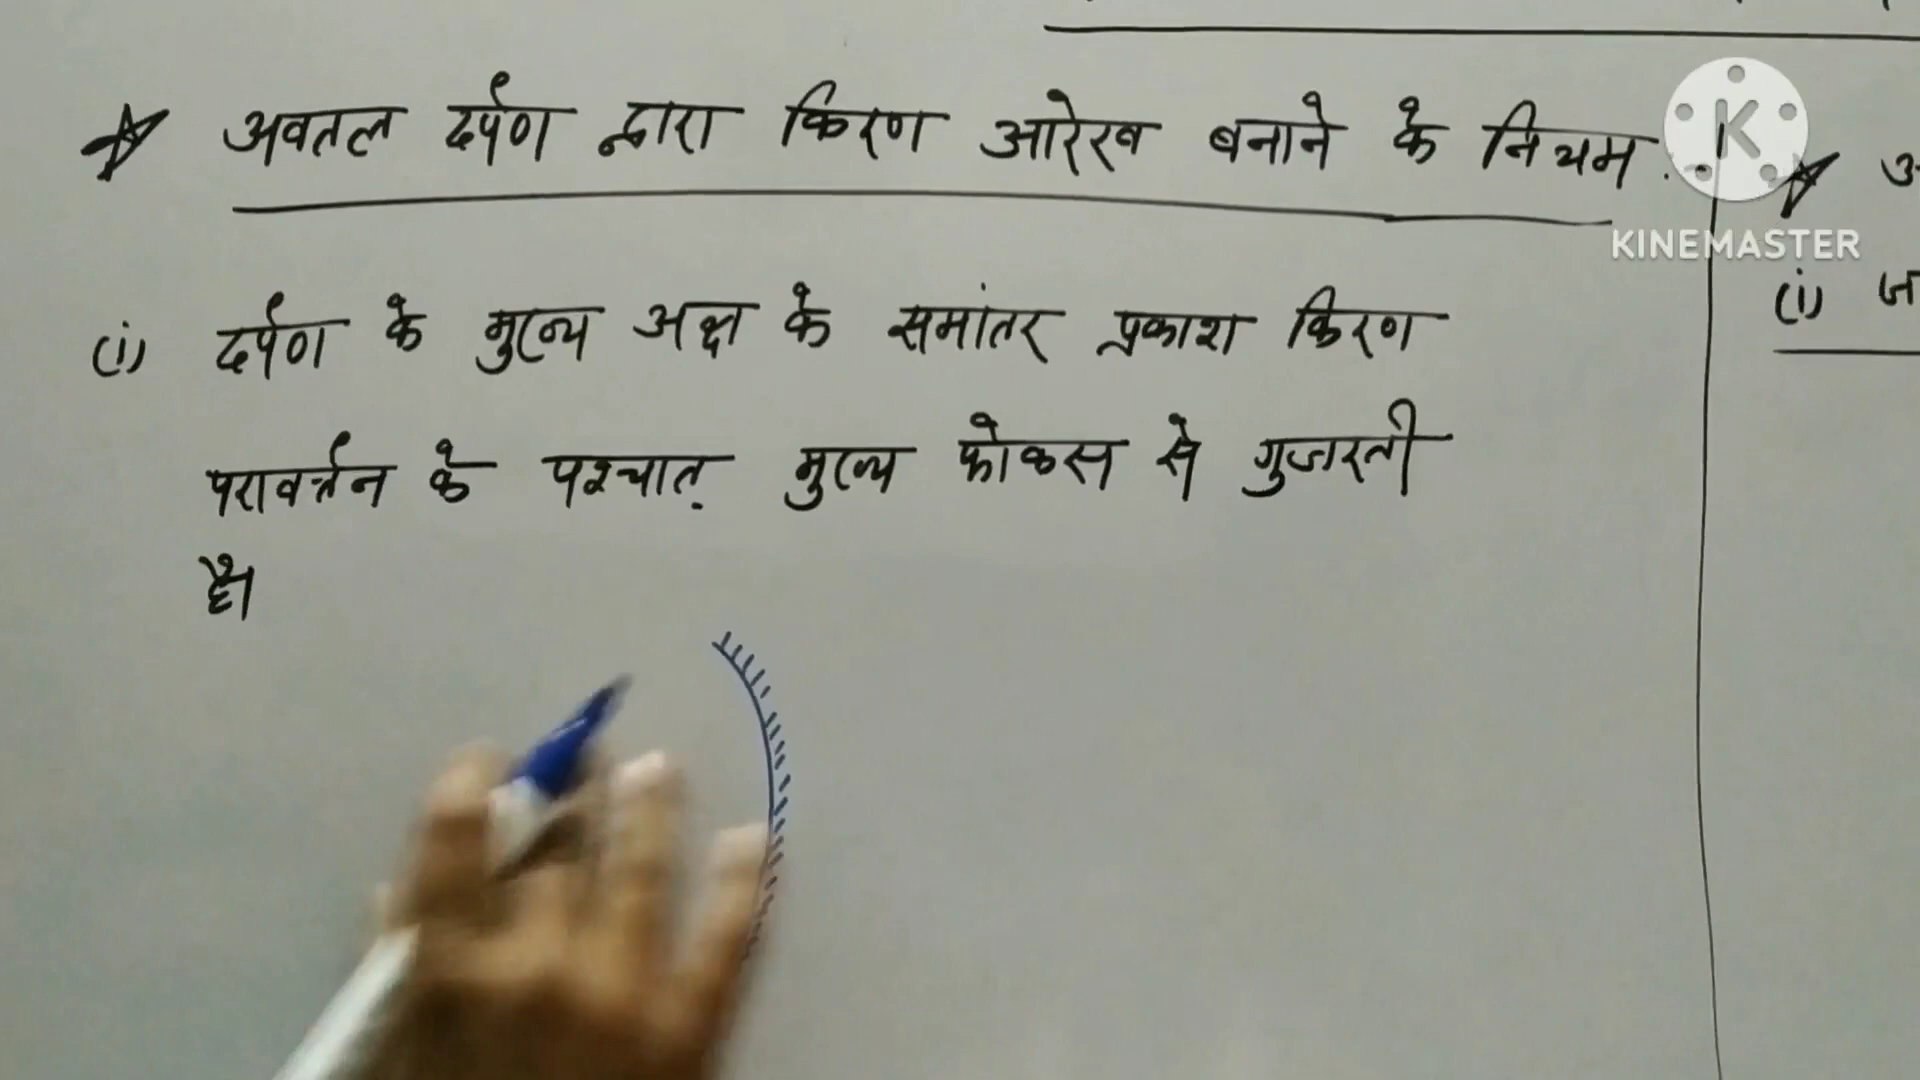 ★ अवतल दर्पण द्वारा किरण आरेख बनाने के नियम.
(i) दर्पण के मुख्य अक्ष के समांतर प्रकाश किरण
परावर्त्तन के पश्चात् मुख्य फोकस से गुजरती
है।
K
KINEMASTER
★ अ
(i) ज